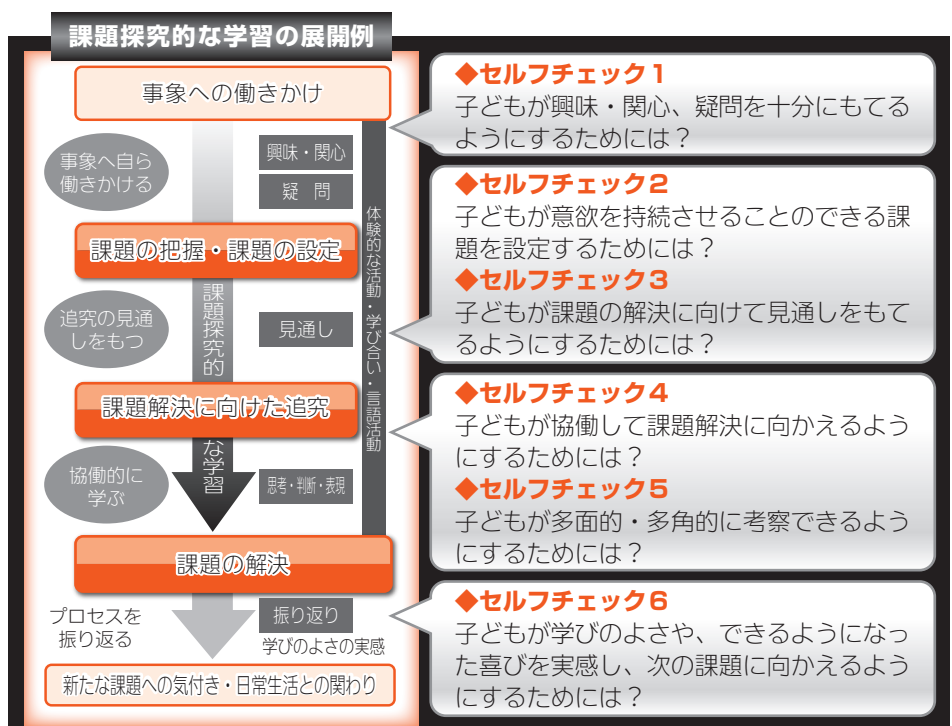 課題探究的な学習の展開例
事象への働きかけ
事象へ自ら
働きかける
興味・関心
疑 問
課題の把握・課題の設定
追究の見通
しをもつ
見通し
課題解決に向けた追究
協働的に
学ぶ
思考・判断・表現
課題の解決
プロセスを
振り返る
振り返り
学びのよさの実感
新たな課題への気付き・日常生活との関わり
課題探究的な学習
体験的な活動・学び合い・言語活動
◆セルフチェック1
子どもが興味・関心、疑問を十分にもてる
ようにするためには?
◆セルフチェック2
子どもが意欲を持続させることのできる課
題を設定するためには?
◆セルフチェック3
子どもが課題の解決に向けて見通しをもて
るようにするためには?
◆セルフチェック4
子どもが協働して課題解決に向かえるよう
にするためには?
◆セルフチェック5
子どもが多面的・多角的に考察できるよう
にするためには?
◆セルフチェック6
子どもが学びのよさや、できるようになっ
た喜びを実感し、次の課題に向かえるよう
にするためには?